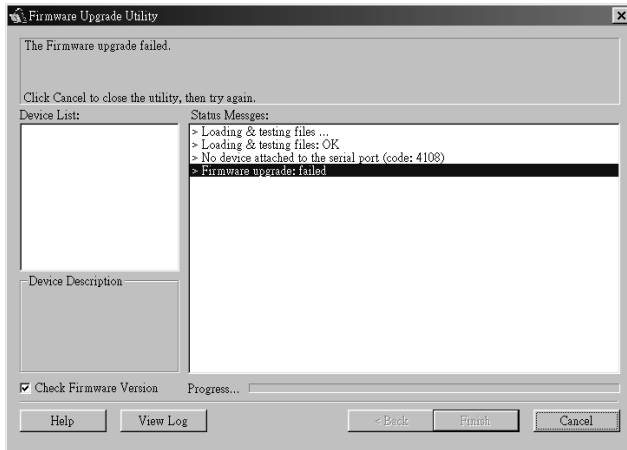 Firmware Upgrade Utility
The Firmware upgrade failed.
Click Cancel to close the utility, then try again.
Device List:
Status Messges:
> Loading & testing files ...
> Loading & testing files: OK
> No device attached to the serial port (code: 4108)
> Firmware upgrade: failed
Device Description
Check Firmware Version
Progress...
Help
View Log
< Back
Finish
Cancel